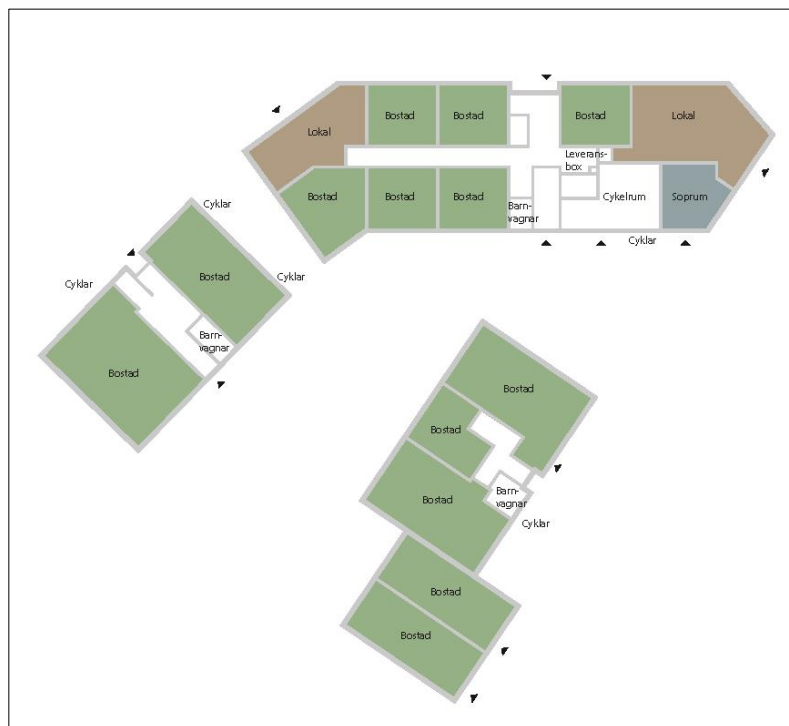 Bostad
Bostad
Bostad
Lokal
Lokal
Leverans-
box
Bostad
Bostad
Bostad
Barn-
vagnar
Cykelrum
Soprum
Cyklar
Cyklar
Cyklar
Cyklar
Bostad
Barn-
vagnar
Bostad
Bostad
Bostad
Bostad
Barn-
vagnar
Cyklar
Bostad
Bostad